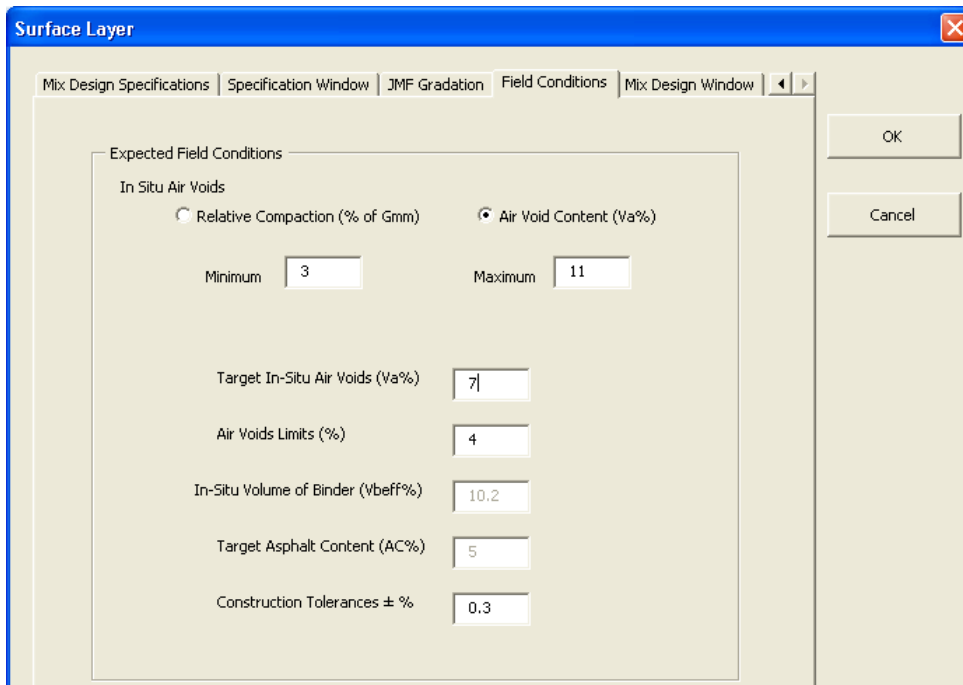 Surface Layer
Mix Design Specifications Specification Window JMF Gradation Field Conditions Mix Design Window
OK
Expected Field Conditions
In Situ Air Voids
Relative Compaction (% of Gmm) Air Void Content (Va%)
Cancel
Minimum 3 Maximum 11
Target In-Situ Air Voids (Va%) 7
Air Voids Limits (%) 4
In-Situ Volume of Binder (Vbeff%) 10.2
Target Asphalt Content (AC%) 5
Construction Tolerances ± % 0.3